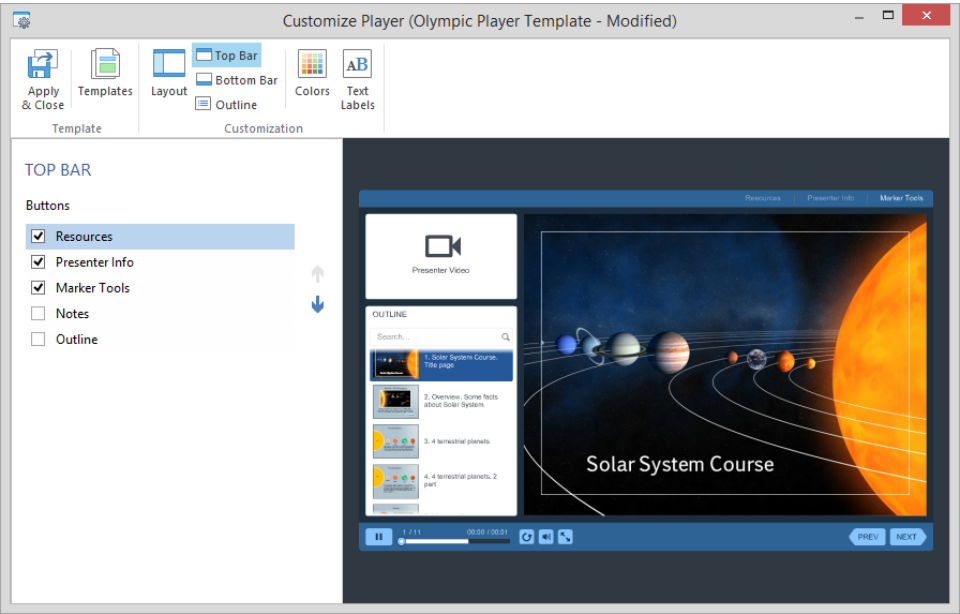 Customize Player (Olympic Player Template - Modified)
Apply & Close
Templates
Layout
Top Bar
Bottom Bar
Outline
Colors
AB
Text Labels
Template
Customization
TOP BAR
Buttons
Resources
Presenter Info
Marker Tools
Notes
Outline
Resources
Presenter Info
Marker Tools
Presenter Video
OUTLINE
Search...
1. Solar System Course.
Title page
2. Overview. Some facts
about Solar System
3. 4 terrestrial planets
4. 4 terrestrial planets. 2
part
Solar System Course
1 / 11
00:00 / 00:01
PREV
NEXT